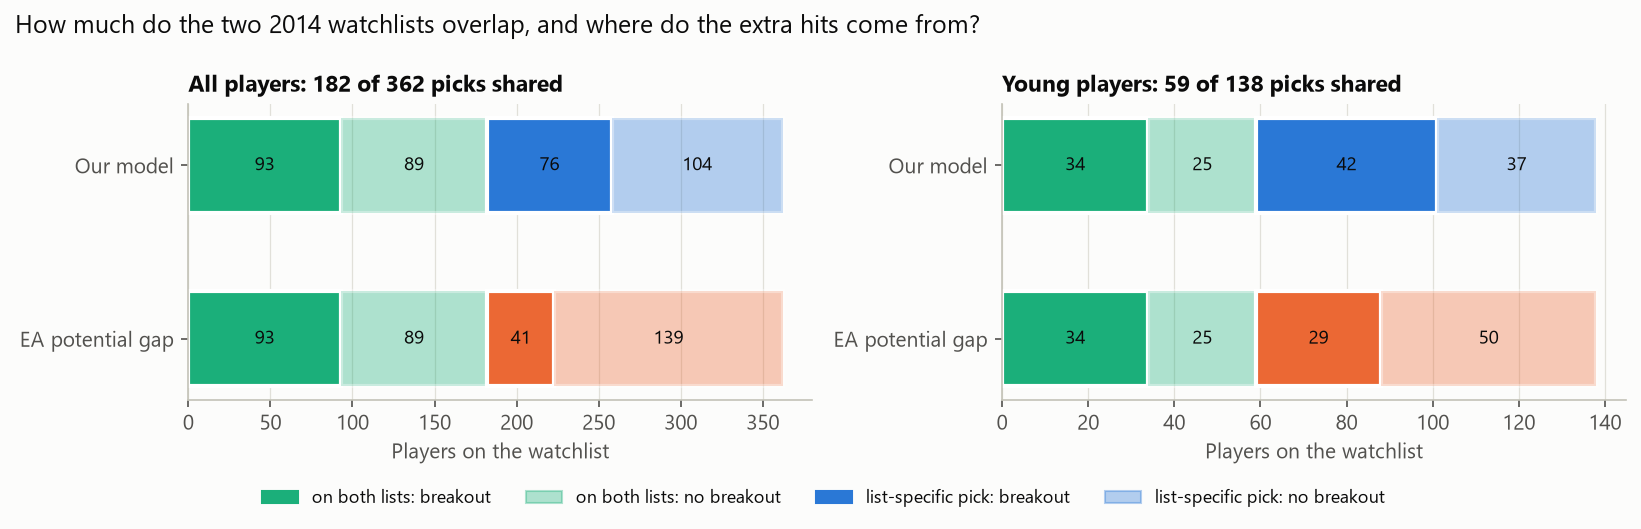 How much do the two 2014 watchlists overlap, and where do the extra hits come from?
All players: 182 of 362 picks shared
Our model
93 89 76 104
EA potential gap
93 89 41 139
0 50 100 150 200 250 300 350
Players on the watchlist
Young players: 59 of 138 picks shared
Our model
34 25 42 37
EA potential gap
34 25 29 50
0 20 40 60 80 100 120 140
Players on the watchlist
on both lists: breakout
on both lists: no breakout
list-specific pick: breakout
list-specific pick: no breakout